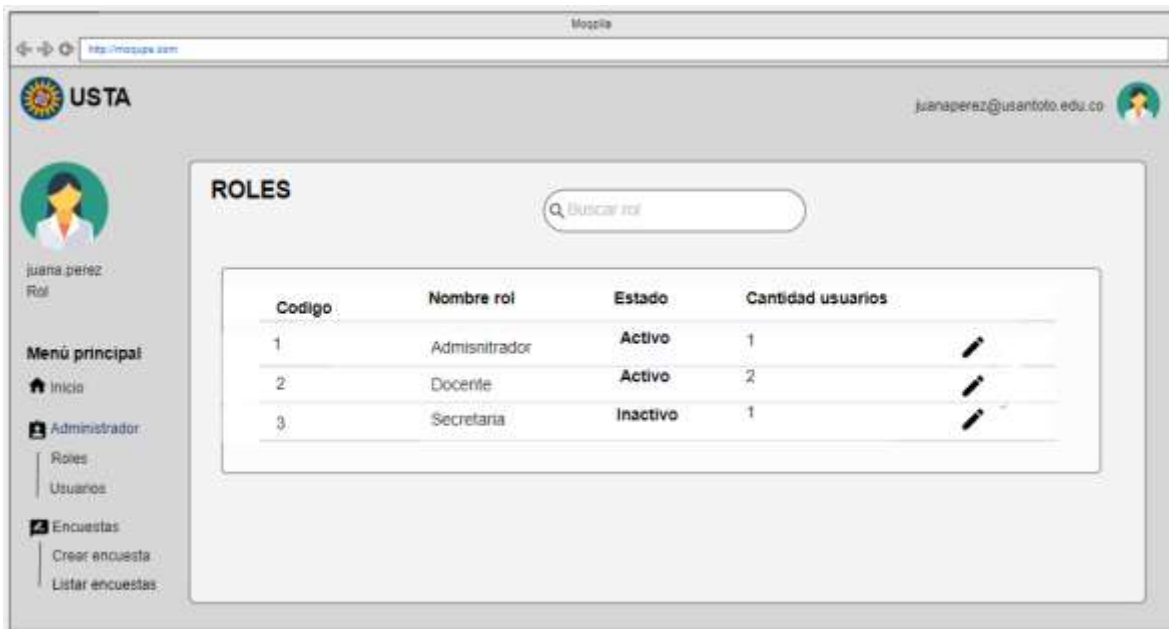 Moqpile
http://moqups.com
USTA
juanaperez@usantoto.edu.co
ROLES
Buscar rol
juana.perez
Rol
Codigo Nombre rol Estado Cantidad usuarios
1 Admisnitrador Activo 1
2 Docente Activo 2
3 Secretaria Inactivo 1
Menú principal
Inicio
Administrador
Roles
Usuarios
Encuestas
Crear encuesta
Listar encuestas